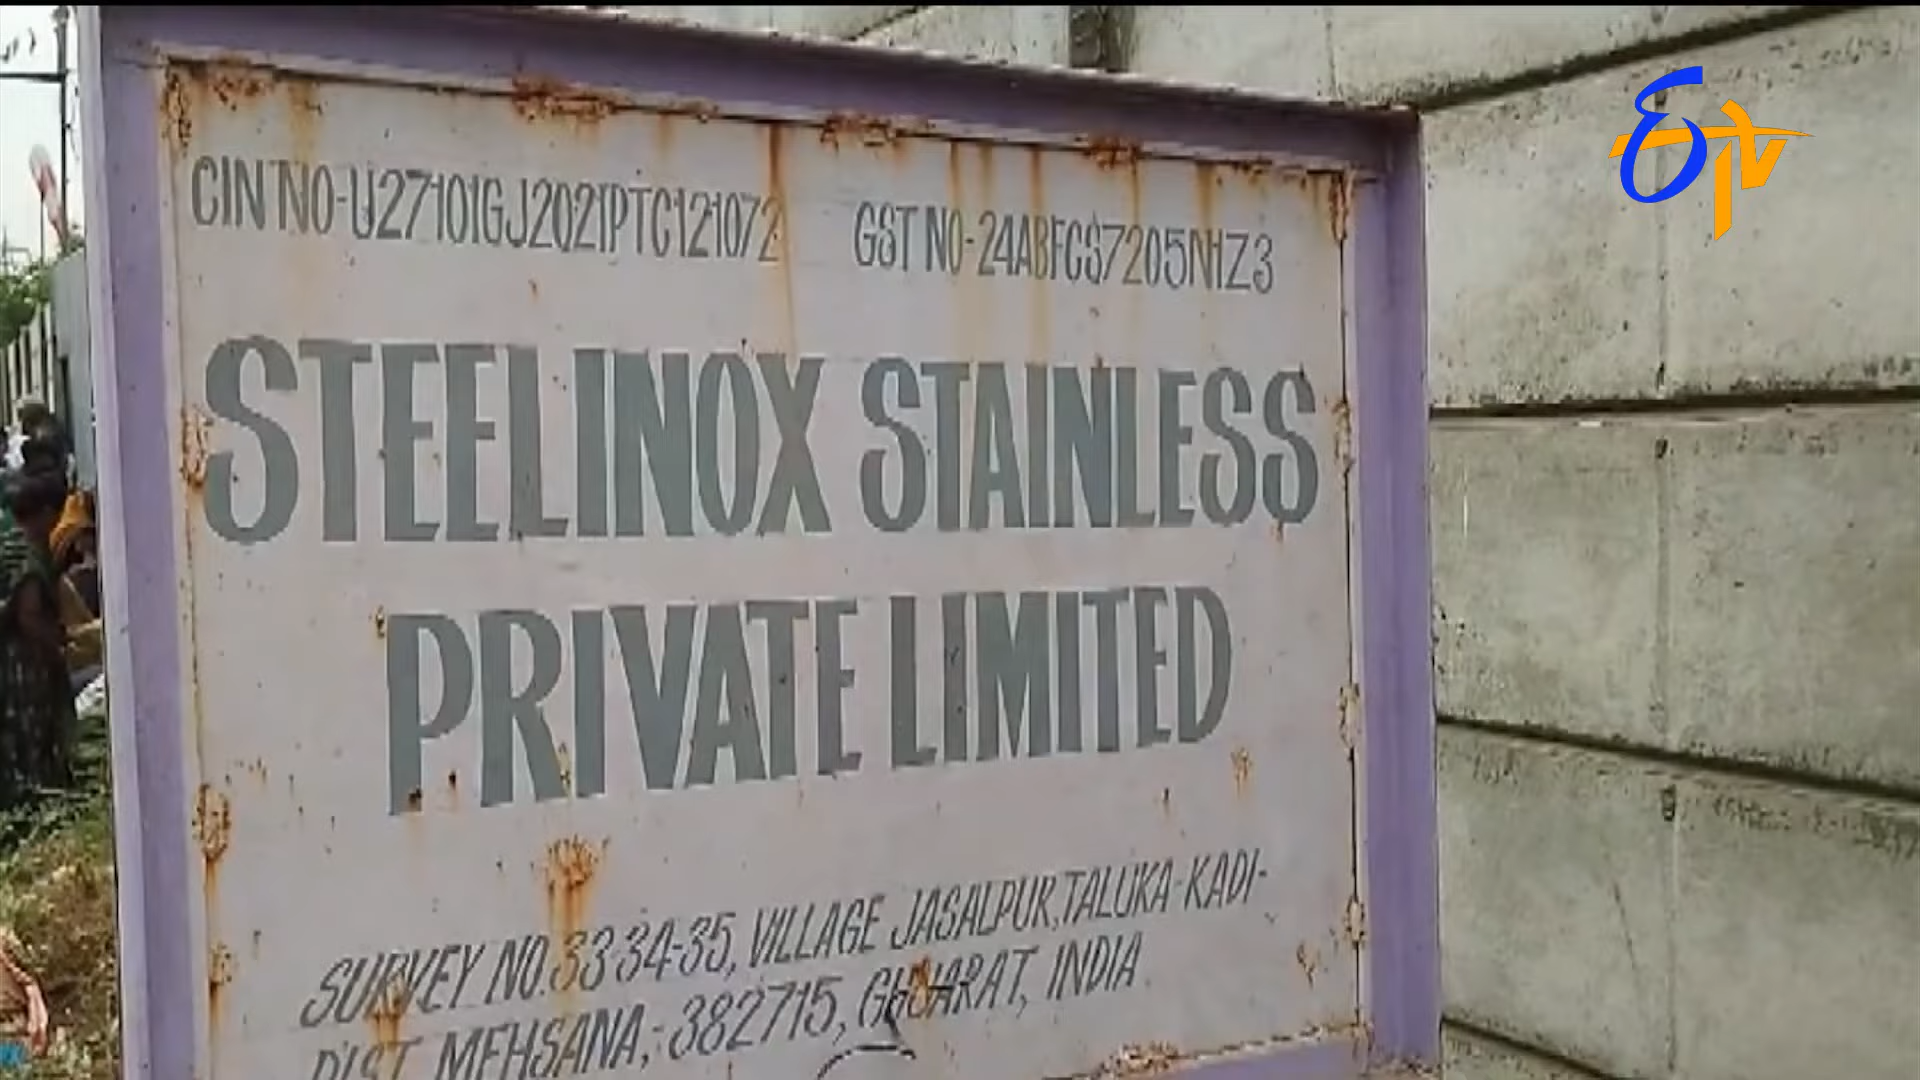 CIN NO-U27101GJ2021PTC121072 GST NO-24ABFCS7205N1Z3
STEELINOX STAINLESS
PRIVATE LIMITED
SURVEY NO.33-34-35, VILLAGE JASALPUR, TALUKA-KADI-
DIST. MEHSANA,-382715, GUJARAT, INDIA
ETV